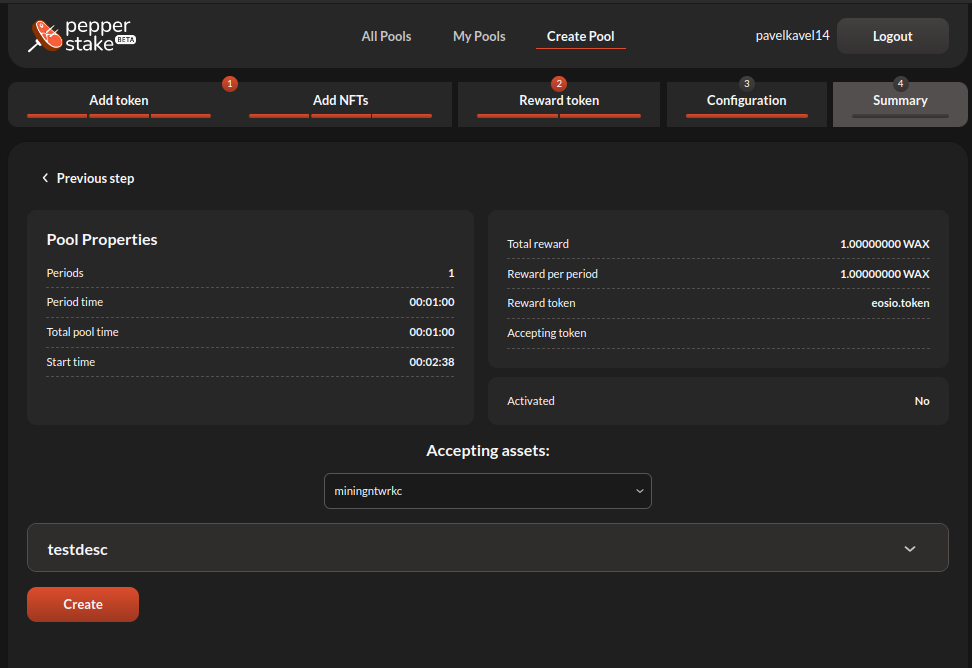 pepper stake BETA
All Pools My Pools Create Pool pavelkavel14 Logout
1 2 3 4
Add token Add NFTs Reward token Configuration Summary
Previous step
Pool Properties
Periods 1
Period time 00:01:00
Total pool time 00:01:00
Start time 00:02:38
Total reward 1.00000000 WAX
Reward per period 1.00000000 WAX
Reward token eosio.token
Accepting token
Activated No
Accepting assets:
miningntwrkc
testdesc
Create